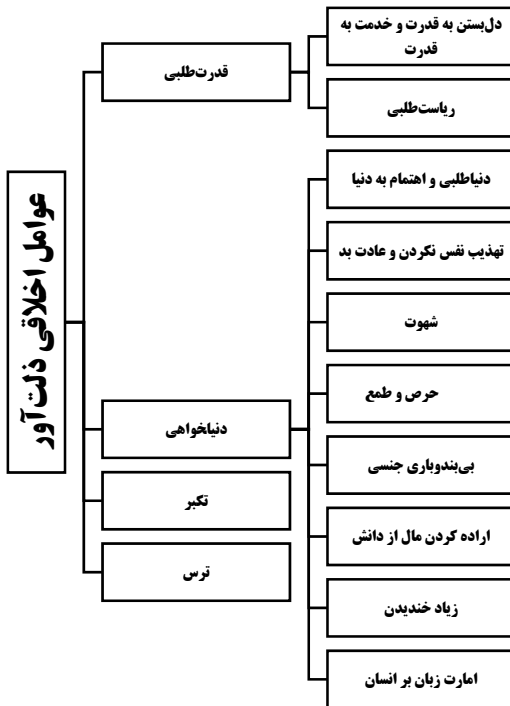 عوامل اخلاقی ذلت‌آور
قدرت‌طلبی
دل‌بستن به قدرت و خدمت به
قدرت
ریاست‌طلبی
دنیاخواهی
دنیاطلبی و اهتمام به دنیا
تهذیب نفس نکردن و عادت بد
شهوت
حرص و طمع
بی‌بندوباری جنسی
اراده کردن مال از دانش
زیاد خندیدن
امارت زبان بر انسان
تکبر
ترس